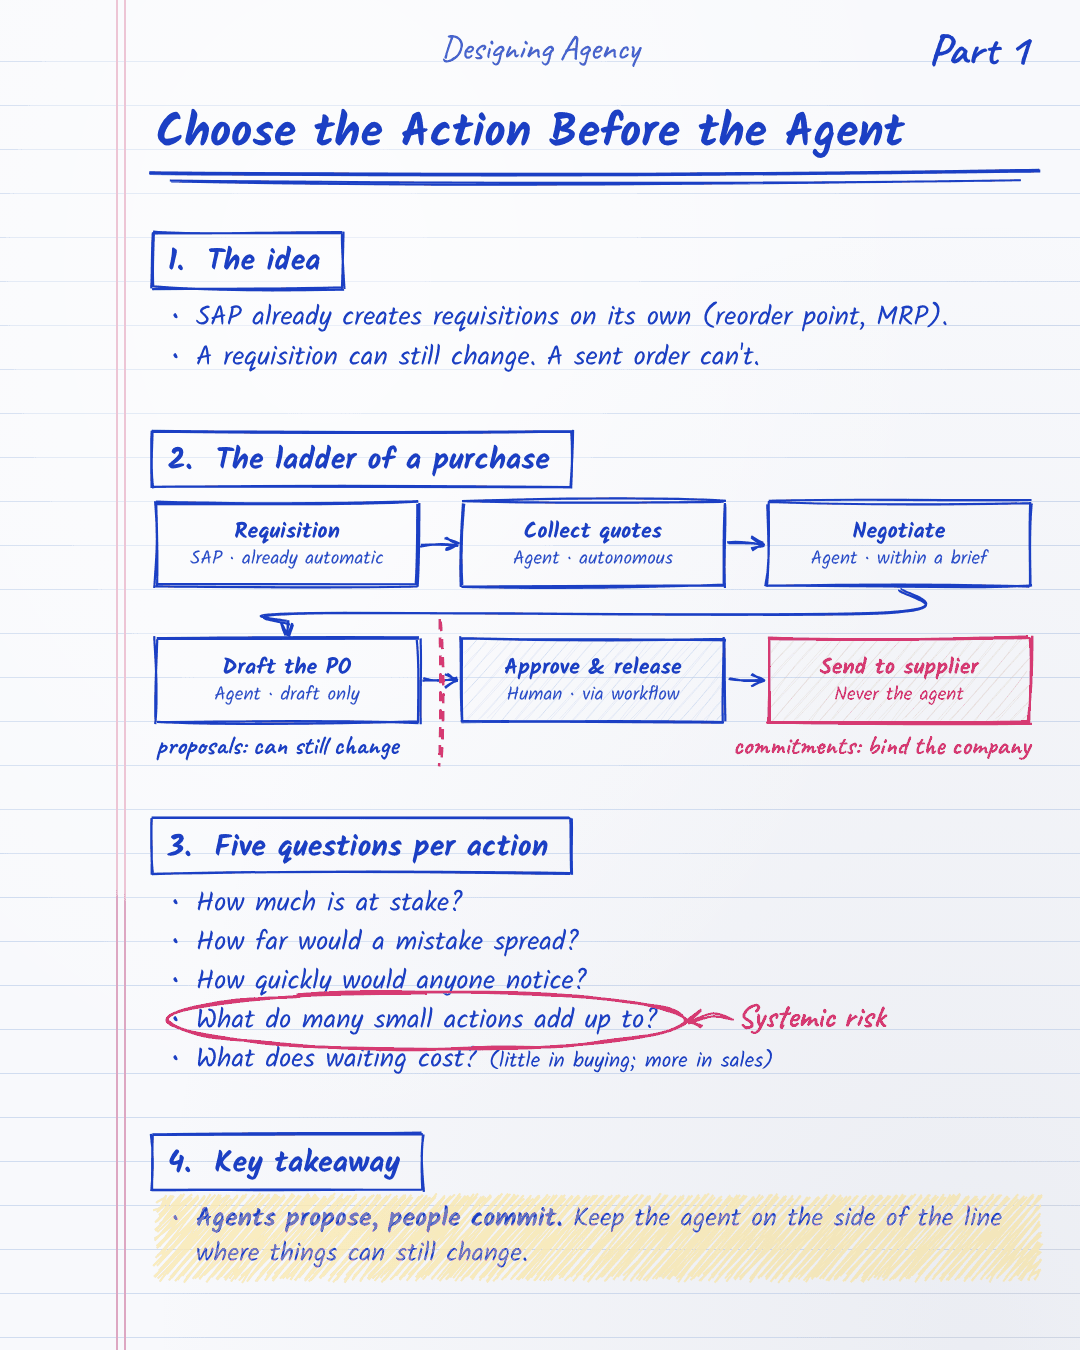 Designing Agency
Part 1
Choose the Action Before the Agent
1. The idea
· SAP already creates requisitions on its own (reorder point, MRP).
· A requisition can still change. A sent order can't.
2. The ladder of a purchase
Requisition
SAP · already automatic
Collect quotes
Agent · autonomous
Negotiate
Agent · within a brief
Draft the PO
Agent · draft only
Approve & release
Human · via workflow
Send to supplier
Never the agent
proposals: can still change
commitments: bind the company
3. Five questions per action
· How much is at stake?
· How far would a mistake spread?
· How quickly would anyone notice?
· What do many small actions add up to?
Systemic risk
· What does waiting cost? (little in buying; more in sales)
4. Key takeaway
· Agents propose, people commit. Keep the agent on the side of the line
where things can still change.